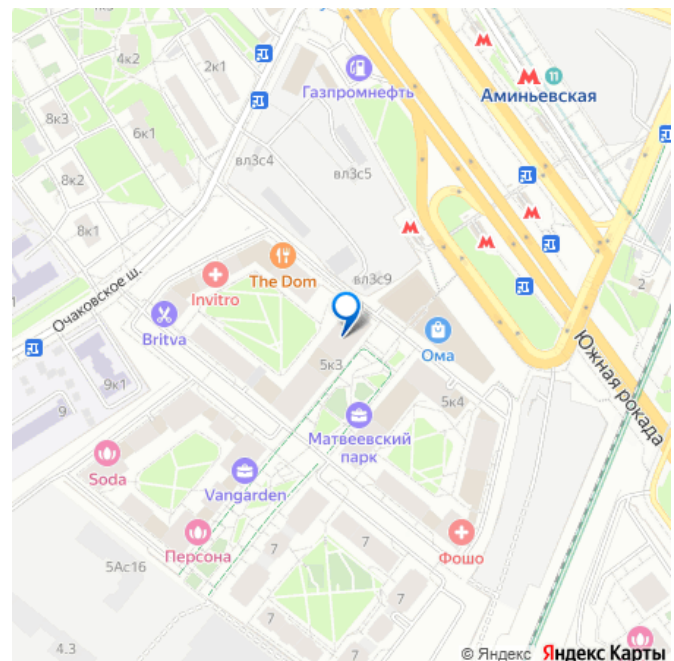 4к2
2к1
Газпромнефть
11
Аминьевская
8к3
6к1
вл3с4
вл3с5
8к2
8к1
вл3с9
2
The Dom
Invitro
Очаковское ш.
Britva
Ома
5к3
Южная рокада
9к1
9
5к4
Матвеевский
парк
Soda
Vangarden
Персона
7
7
Фошо
5Ас16
7
7
4.3
© Яндекс Яндекс Карты